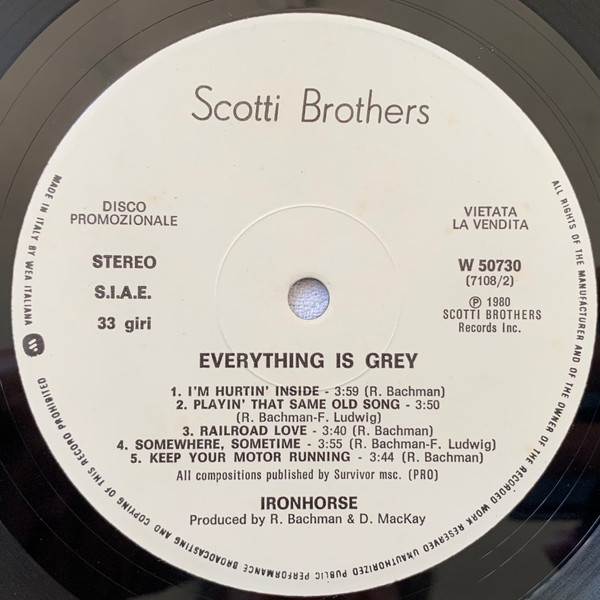 Scotti Brothers
DISCO
PROMOZIONALE
VIETATA
LA VENDITA
STEREO
S.I.A.E.
33 giri
W 50730
(7108/2)
℗ 1980
SCOTTI BROTHERS
Records Inc.
EVERYTHING IS GREY
1. I'M HURTIN' INSIDE - 3:59 (R. Bachman)
2. PLAYIN' THAT SAME OLD SONG - 3:50
(R. Bachman-F. Ludwig)
3. RAILROAD LOVE - 3:40 (R. Bachman)
4. SOMEWHERE, SOMETIME - 3:55 (R. Bachman-F. Ludwig)
5. KEEP YOUR MOTOR RUNNING - 3:44 (R. Bachman)
All compositions published by Survivor msc. (PRO)
IRONHORSE
Produced by R. Bachman & D. MacKay
MADE IN ITALY BY WEA ITALIANA
ALL RIGHTS OF THE MANUFACTURER AND OF THE OWNER OF THE RECORDED WORK RESERVED UNAUTHORIZED PUBLIC PERFORMANCE BROADCASTING AND COPYING OF THIS RECORD PROHIBITED